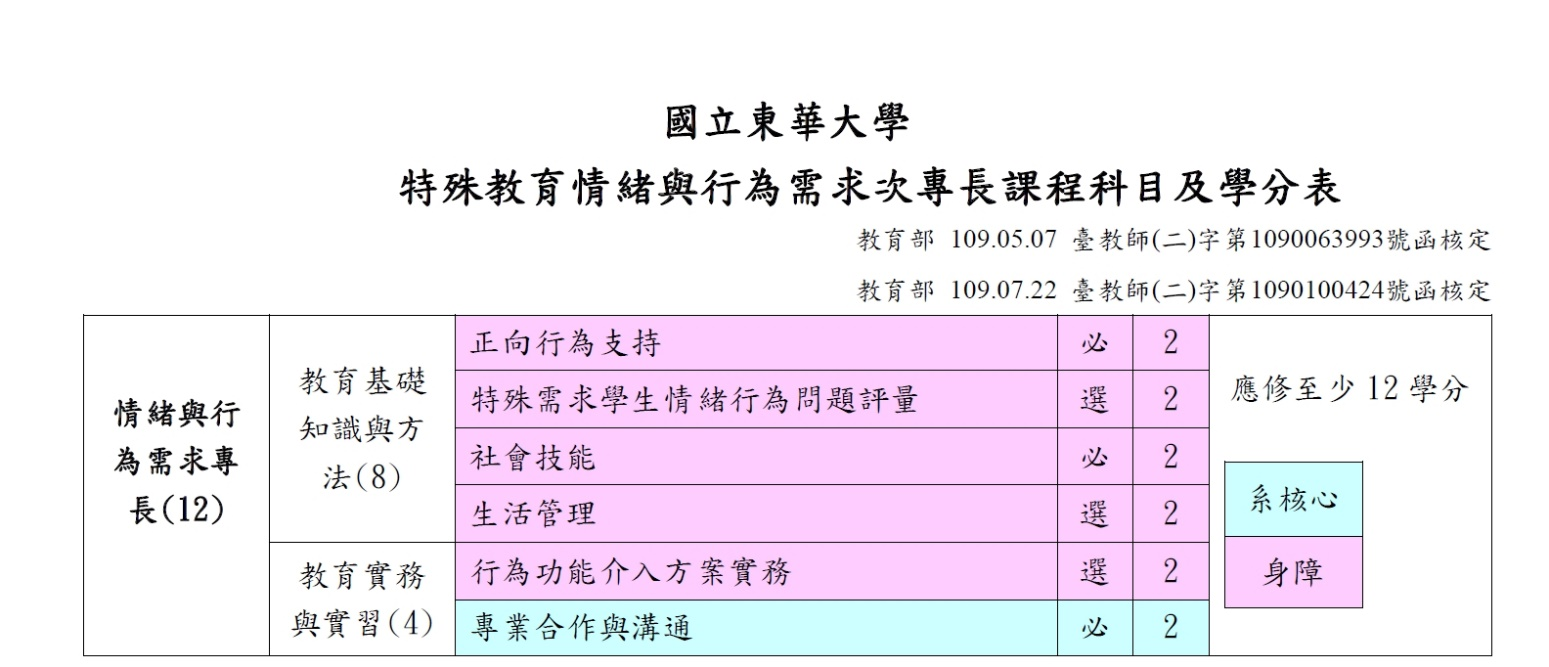 國立東華大學
特殊教育情緒與行為需求次專長課程科目及學分表
教育部 109.05.07 臺教師(二)字第1090063993號函核定
教育部 109.07.22 臺教師(二)字第1090100424號函核定
情緒與行
為需求專
長(12)
教育基礎
知識與方
法(8)
正向行為支持 必 2
特殊需求學生情緒行為問題評量 選 2
社會技能 必 2
生活管理 選 2
教育實務
與實習(4)
行為功能介入方案實務 選 2
專業合作與溝通 必 2
應修至少 12 學分
系核心
身障